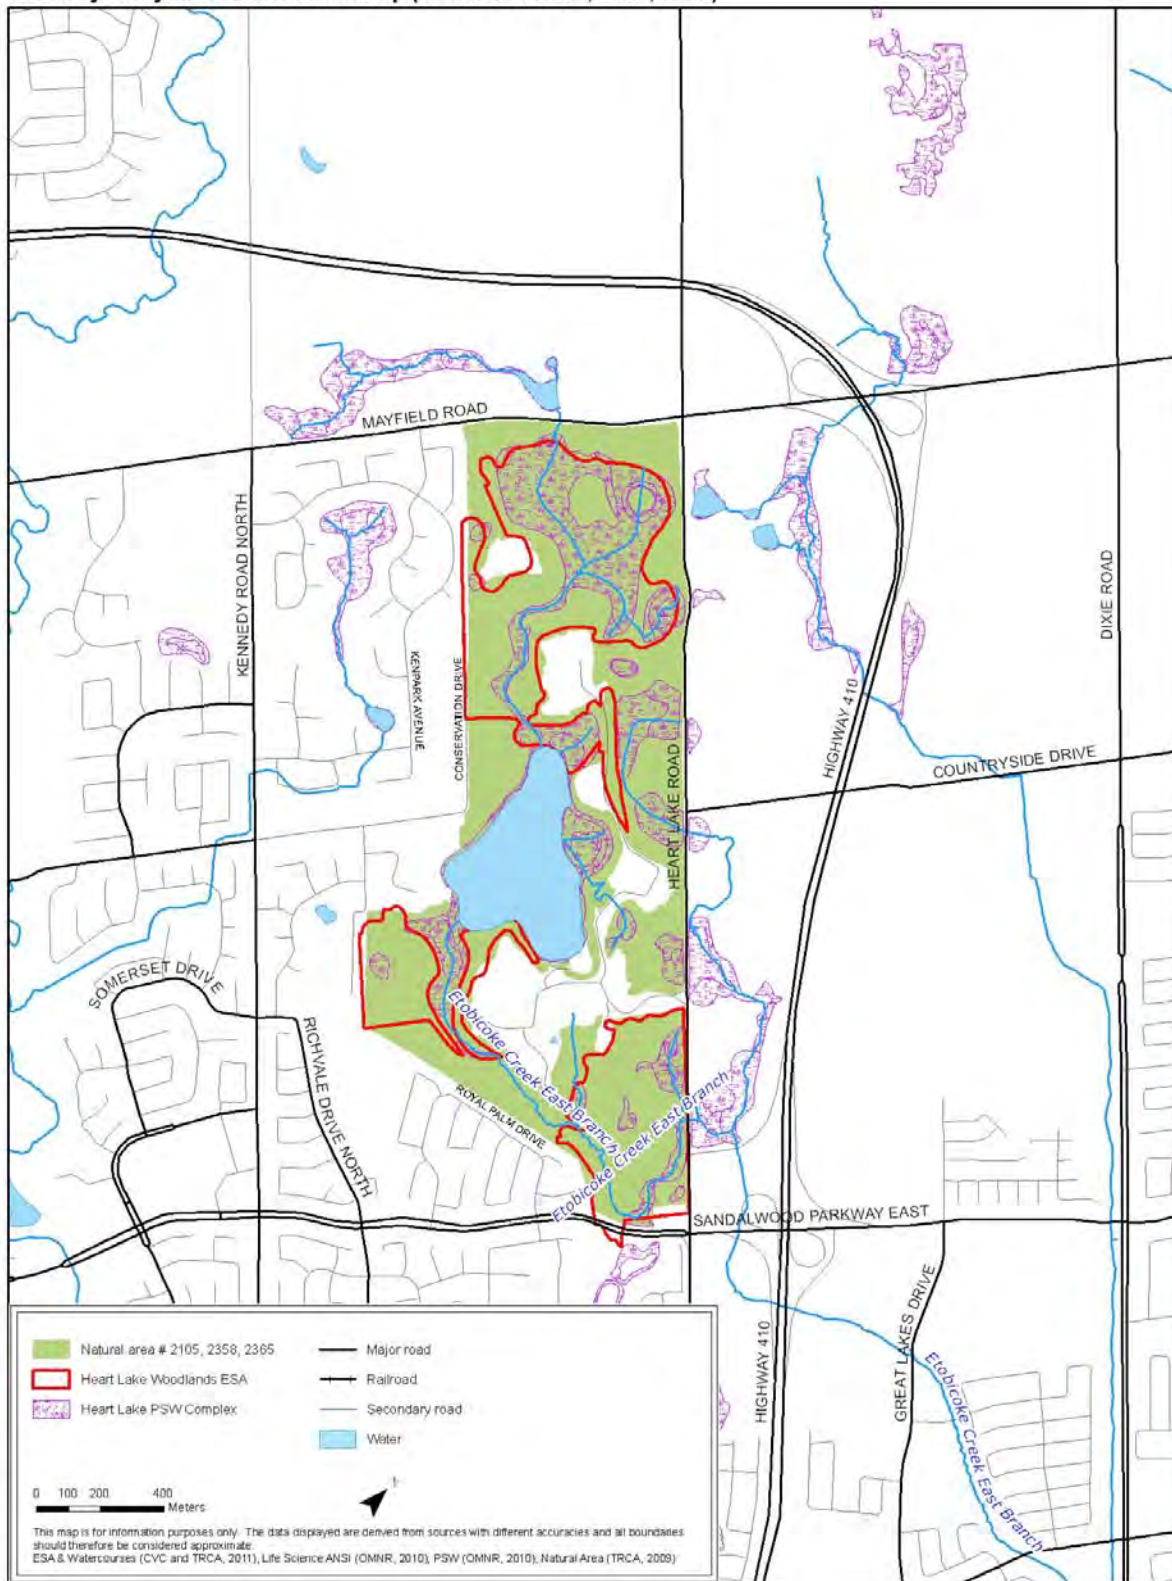 MAYFIELD ROAD
KENNEDY ROAD NORTH
KENPARK AVENUE
CONSERVATION DRIVE
HEART LAKE ROAD
HIGHWAY 410
DIXIE ROAD
COUNTRYSIDE DRIVE
SOMERSET DRIVE
RICHVALE DRIVE NORTH
Etobicoke Creek East Branch
ROYAL PALM DRIVE
Etobicoke Creek East Branch
SANDALWOOD PARKWAY EAST
HIGHWAY 410
GREAT LAKES DRIVE
Etobicoke Creek East Branch
Natural area # 2105, 2358, 2365
Heart Lake Woodlands ESA
Heart Lake PSW Complex
Major road
Railroad
Secondary road
Water
0 100 200 400
Meters
This map is for information purposes only. The data displayed are derived from sources with different accuracies and all boundaries
should therefore be considered approximate.
ESA & Watercourses (CVC and TRCA, 2011), Life Science ANSI (OMNR, 2010), PSW (OMNR, 2010), Natural Area (TRCA, 2009)